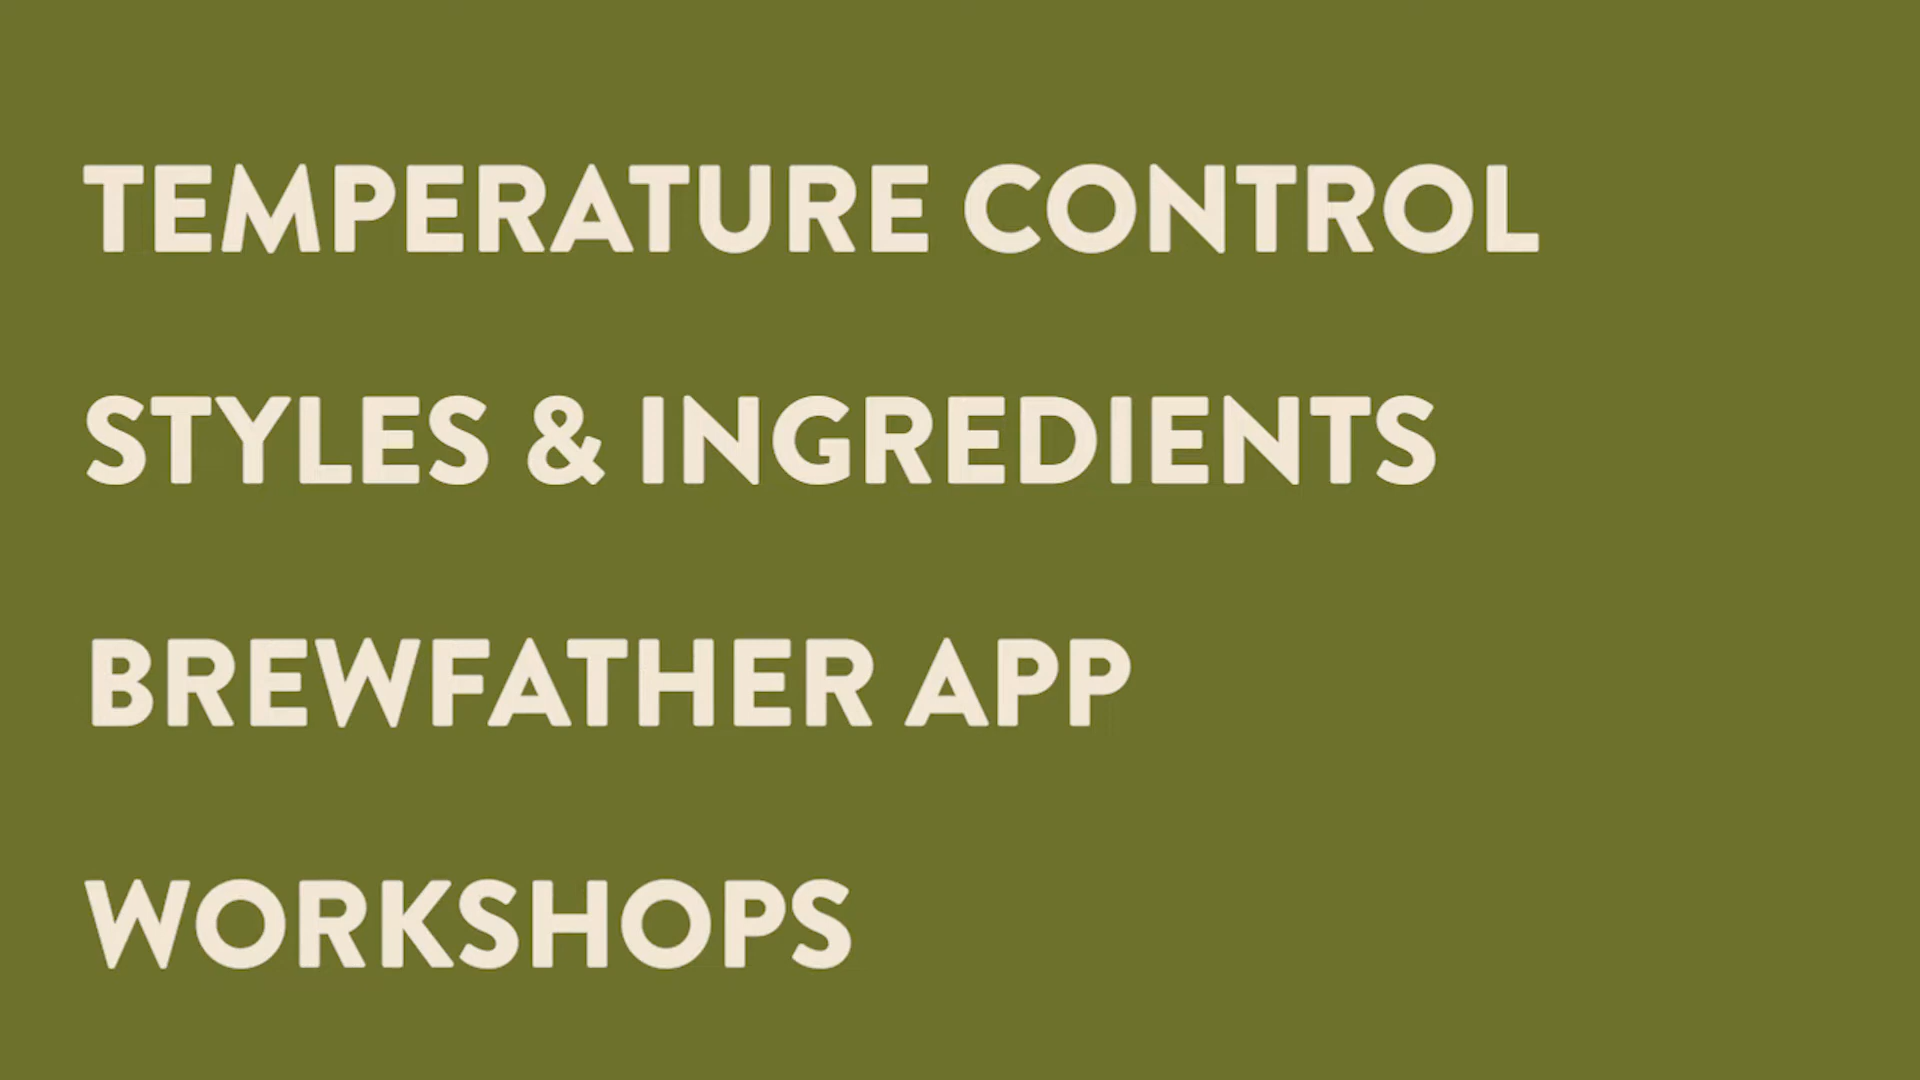 TEMPERATURE CONTROL
STYLES & INGREDIENTS
BREWFATHER APP
WORKSHOPS